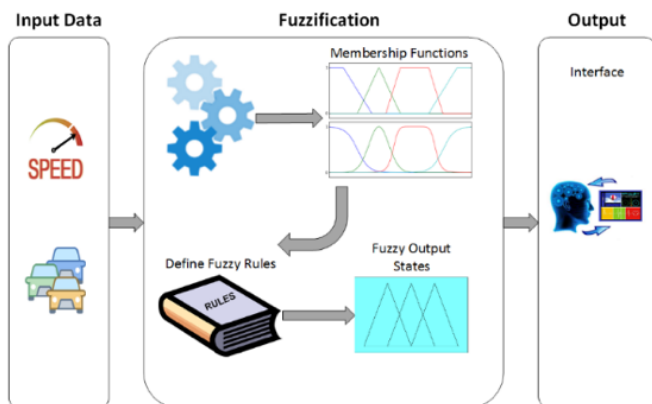 Input Data
Fuzzification
Output
SPEED
Membership Functions
Define Fuzzy Rules
RULES
Fuzzy Output
States
Interface